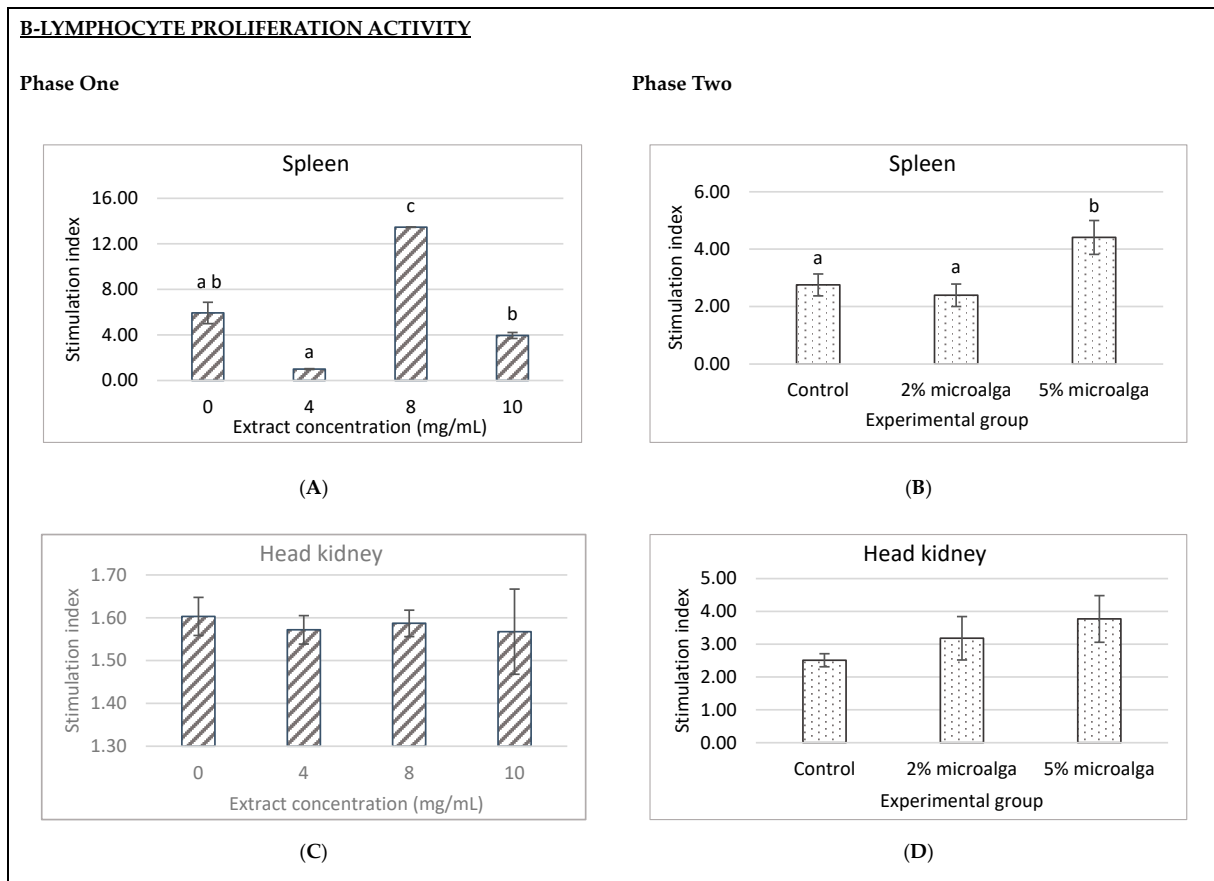 B-LYMPHOCYTE PROLIFERATION ACTIVITY
Phase One
Phase Two
Spleen
Stimulation index
16.00
12.00
8.00
4.00
0.00
a b
a
c
b
0
4
8
10
Extract concentration (mg/mL)
(A)
Spleen
Stimulation index
6.00
4.00
2.00
0.00
a
a
b
Control
2% microalga
5% microalga
Experimental group
(B)
Head kidney
Stimulation index
1.70
1.60
1.50
1.40
1.30
0
4
8
10
Extract concentration (mg/mL)
(C)
Head kidney
Stimulation index
5.00
4.00
3.00
2.00
1.00
0.00
Control
2% microalga
5% microalga
Experimental group
(D)